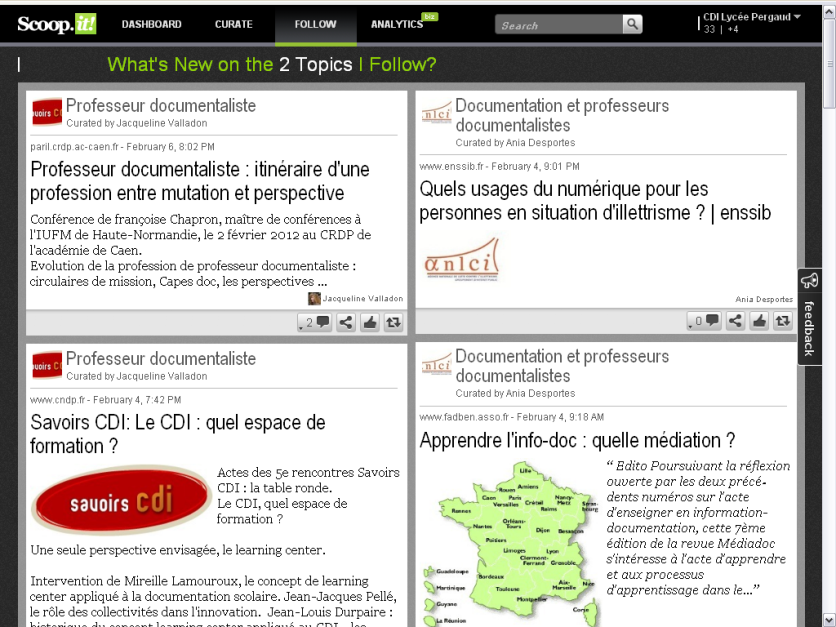 Scoop.it!
DASHBOARD
CURATE
FOLLOW
ANALYTICS
biz
Search
CDI Lycée Pergaud
33 | +4
What's New on the 2 Topics I Follow?
Professeur documentaliste
Curated by Jacqueline Valladon
paril.crdp.ac-caen.fr - February 6, 8:02 PM
Professeur documentaliste : itinéraire d'une
profession entre mutation et perspective
Conférence de françoise Chapron, maître de conférences à
l'IUFM de Haute-Normandie, le 2 février 2012 au CRDP de
l'académie de Caen.
Evolution de la profession de professeur documentaliste :
circulaires de mission, Capes doc, les perspectives ...
Jacqueline Valladon
2
Documentation et professeurs
documentalistes
Curated by Ania Desportes
www.enssib.fr - February 4, 9:01 PM
Quels usages du numérique pour les
personnes en situation d'illettrisme ? | enssib
anlci
Ania Desportes
0
feedback
Professeur documentaliste
Curated by Jacqueline Valladon
www.cndp.fr - February 4, 7:42 PM
Savoirs CDI: Le CDI : quel espace de
formation ?
savoirs cdi
Actes des 5e rencontres Savoirs
CDI : la table ronde.
Le CDI, quel espace de
formation ?
Une seule perspective envisagée, le learning center.
Intervention de Mireille Lamouroux, le concept de learning
center appliqué à la documentation scolaire. Jean-Jacques Pellé,
le rôle des collectivités dans l'innovation. Jean-Louis Durpaire :
historique du concept learning center appliqué au CDI - les
Documentation et professeurs
documentalistes
Curated by Ania Desportes
www.fadben.asso.fr - February 4, 9:18 AM
Apprendre l'info-doc : quelle médiation ?
Lille
Rouen
Amiens
Caen
Paris
Nancy-
Metz
Versailles
Créteil
Reims
Stras-
bourg
Rennes
Nantes
Orléans-
Tours
Dijon
Besançon
Poitiers
Limoges
Lyon
Clermont-
Ferrand
Grenoble
Bordeaux
Toulouse
Aix-
Marseille
Nice
Montpellier
Corse
Guadeloupe
Martinique
Guyane
La Réunion
“ Edito Poursuivant la réflexion
ouverte par les deux précé-
dents numéros sur l'acte
d'enseigner en information-
documentation, cette 7ème
édition de la revue Médiadoc
s'intéresse à l'acte d'apprendre
et aux processus
d'apprentissage dans le...”